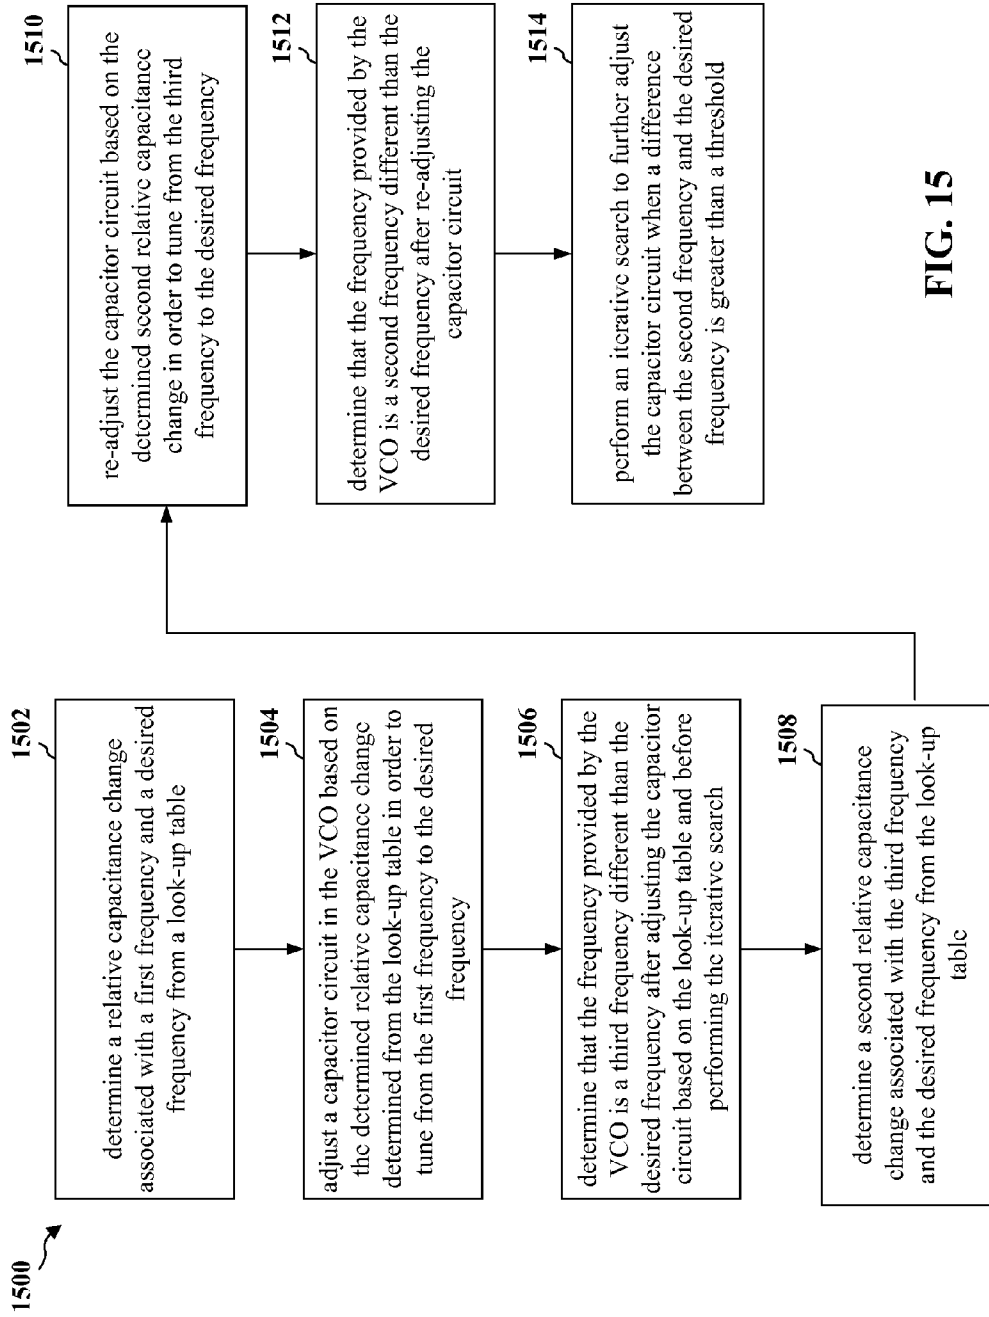 1500
1502
determine a relative capacitance change
associated with a first frequency and a desired
frequency from a look-up table
1504
adjust a capacitor circuit in the VCO based on
the determined relative capacitance change
determined from the look-up table in order to
tune from the first frequency to the desired
frequency
1506
determine that the frequency provided by the
VCO is a third frequency different than the
desired frequency after adjusting the capacitor
circuit based on the look-up table and before
performing the iterative search
1508
determine a second relative capacitance
change associated with the third frequency
and the desired frequency from the look-up
table
1510
re-adjust the capacitor circuit based on the
determined second relative capacitance
change in order to tune from the third
frequency to the desired frequency
1512
determine that the frequency provided by the
VCO is a second frequency different than the
desired frequency after re-adjusting the
capacitor circuit
1514
perform an iterative search to further adjust
the capacitor circuit when a difference
between the second frequency and the desired
frequency is greater than a threshold
FIG. 15